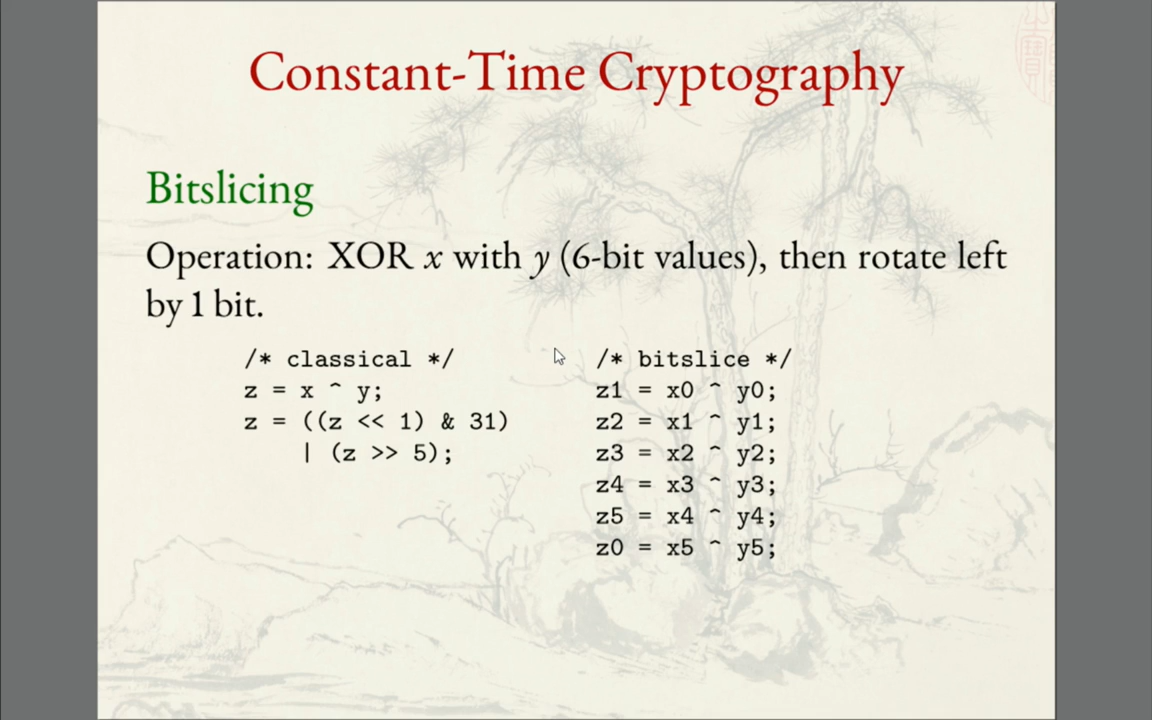 Constant-Time Cryptography
Bitslicing
Operation: XOR x with y (6-bit values), then rotate left
by 1 bit.
/* classical */
z = x ^ y;
z = ((z << 1) & 31)
| (z >> 5);
/* bitslice */
z1 = x0 ^ y0;
z2 = x1 ^ y1;
z3 = x2 ^ y2;
z4 = x3 ^ y3;
z5 = x4 ^ y4;
z0 = x5 ^ y5;